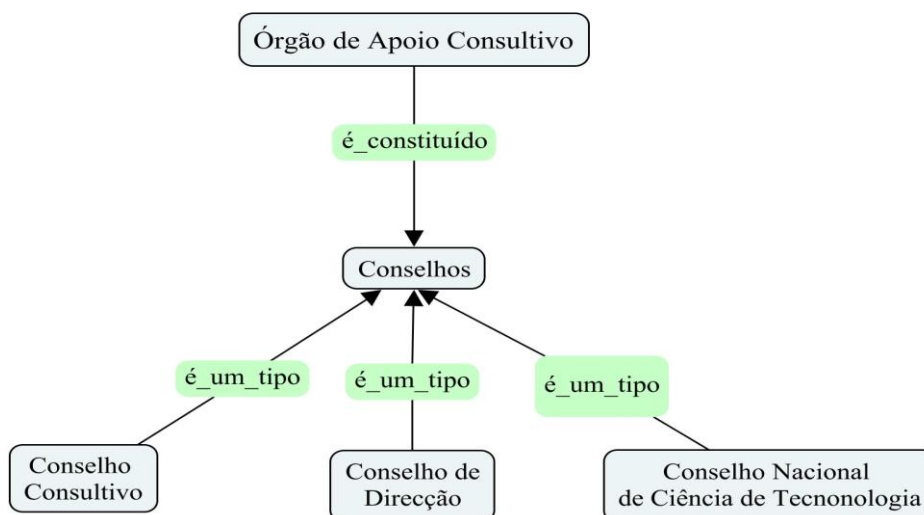 Órgão de Apoio Consultivo
é_constituído
Conselhos
é_um_tipo
é_um_tipo
é_um_tipo
Conselho
Consultivo
Conselho de
Direcção
Conselho Nacional
de Ciência de Tecnonologia